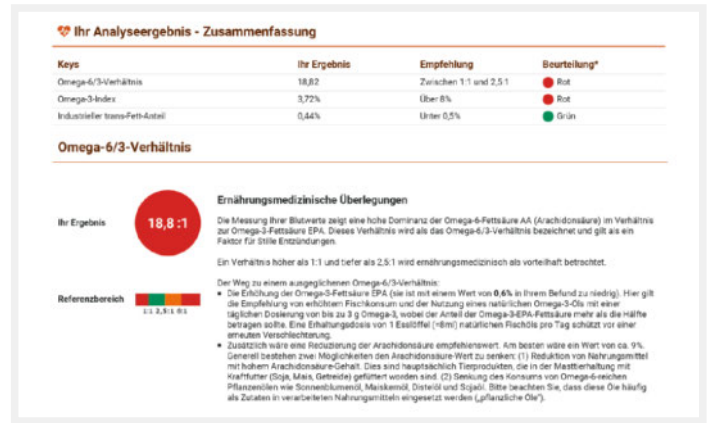 Ihr Analyseergebnis - Zusammenfassung
Keys Ihr Ergebnis Empfehlung Beurteilung*
Omega-6/3-Verhältnis 18,82 Zwischen 1:1 und 2,5:1 Rot
Omega-3-Index 3,72% Über 8% Rot
Industrieller trans-Fett-Anteil 0,44% Unter 0,5% Grün
Omega-6/3-Verhältnis
Ernährungsmedizinische Überlegungen
Ihr Ergebnis
18,8 :1
Die Messung Ihrer Blutwerte zeigt eine hohe Dominanz der Omega-6-Fettsäure AA (Arachidonsäure) im Verhältnis
zur Omega-3-Fettsäure EPA. Dieses Verhältnis wird als das Omega-6/3-Verhältnis bezeichnet und gilt als ein
Faktor für Stille Entzündungen.
Ein Verhältnis höher als 1:1 und tiefer als 2,5:1 wird ernährungsmedizinisch als vorteilhaft betrachtet.
Referenzbereich
1:1 2,5:1 8:1
Der Weg zu einem ausgeglichenen Omega-6/3-Verhältnis:
• Die Erhöhung der Omega-3-Fettsäure EPA (sie ist mit einem Wert von 0,6% in Ihrem Befund zu niedrig). Hier gilt
die Empfehlung von erhöhtem Fischkonsum und der Nutzung eines natürlichen Omega-3-Öls mit einer
täglichen Dosierung von bis zu 3 g Omega-3, wobei der Anteil der Omega-3-EPA-Fettsäure mehr als die Hälfte
betragen sollte. Eine Erhaltungsdosis von 1 Esslöffel (=8ml) natürlichen Fischöls pro Tag schützt vor einer
erneuten Verschlechterung.
• Zusätzlich wäre eine Reduzierung der Arachidonsäure empfehlenswert. Am besten wäre ein Wert von ca. 9%.
Generell bestehen zwei Möglichkeiten den Arachidonsäure-Wert zu senken: (1) Reduktion von Nahrungsmittel
mit hohem Arachidonsäure-Gehalt. Dies sind hauptsächlich Tierprodukte, die in der Masttierhaltung mit
Kraftfutter (Soja, Mais, Getreide) gefüttert worden sind. (2) Senkung des Konsums von Omega-6-reichen
Pflanzenölen wie Sonnenblumenöl, Maiskernöl, Distelöl und Sojaöl. Bitte beachten Sie, dass diese Öle häufig
als Zutaten in verarbeiteten Nahrungsmitteln eingesetzt werden („pflanzliche Öle").